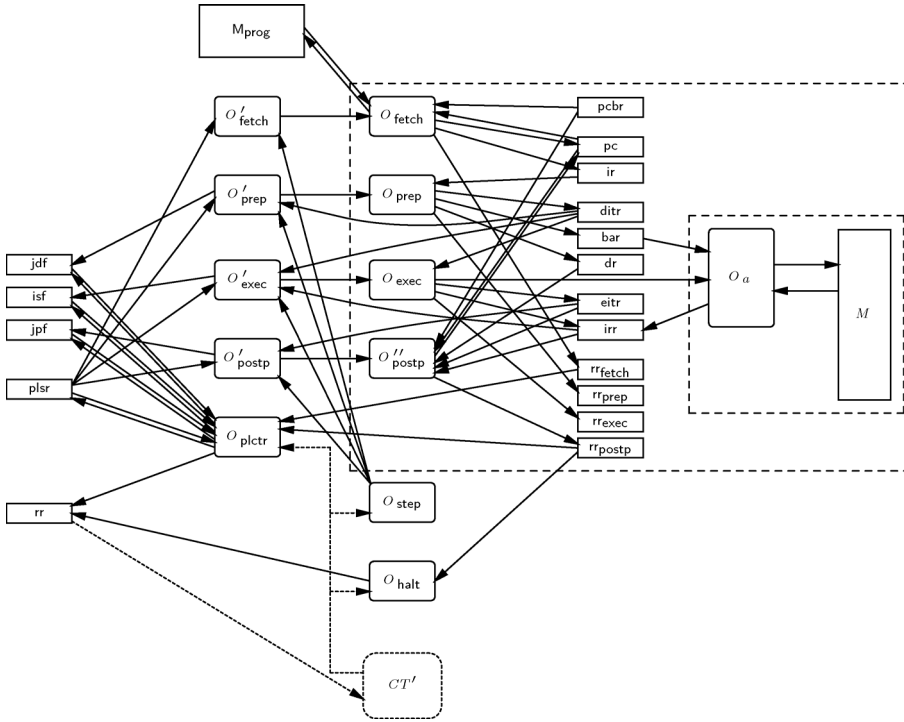 M_prog
O′_fetch
O_fetch
pcbr
pc
ir
O′_prep
O_prep
ditr
bar
dr
jdf
isf
jpf
O′_exec
O_exec
O_a
M
eitr
irr
O′_postp
O″_postp
rr_fetch
rr_prep
rr_exec
rr_postp
plsr
O_plctr
rr
O_step
O_halt
CT′